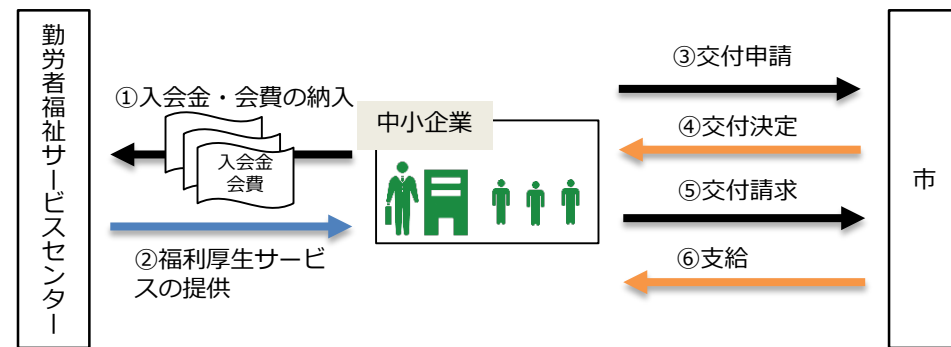 勤労者福祉サービスセンター
①入会金・会費の納入
入会金
会費
②福利厚生サービ
スの提供
中小企業
③交付申請
④交付決定
⑤交付請求
⑥支給
市